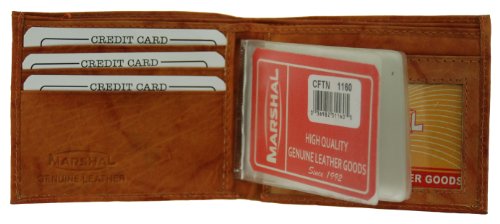 CREDIT CARD
CREDIT CARD
CREDIT CARD
MARSHAL
GENUINE LEATHER
MARSHAL
CFTN 1160
HIGH QUALITY
GENUINE LEATHER GOODS
Since 1992
L
ER GOODS